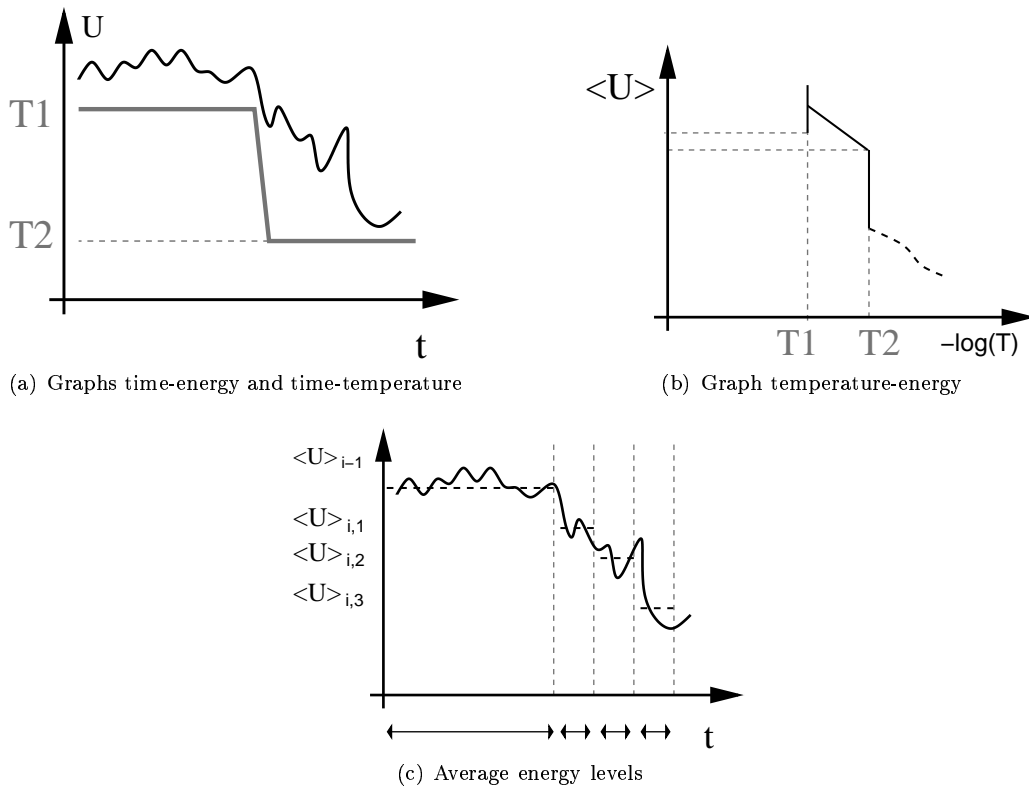 U
T1
T2
t
(a) Graphs time-energy and time-temperature
<U>
T1
T2
−log(T)
(b) Graph temperature-energy
<U> i−1
<U> i,1
<U> i,2
<U> i,3
t
(c) Average energy levels